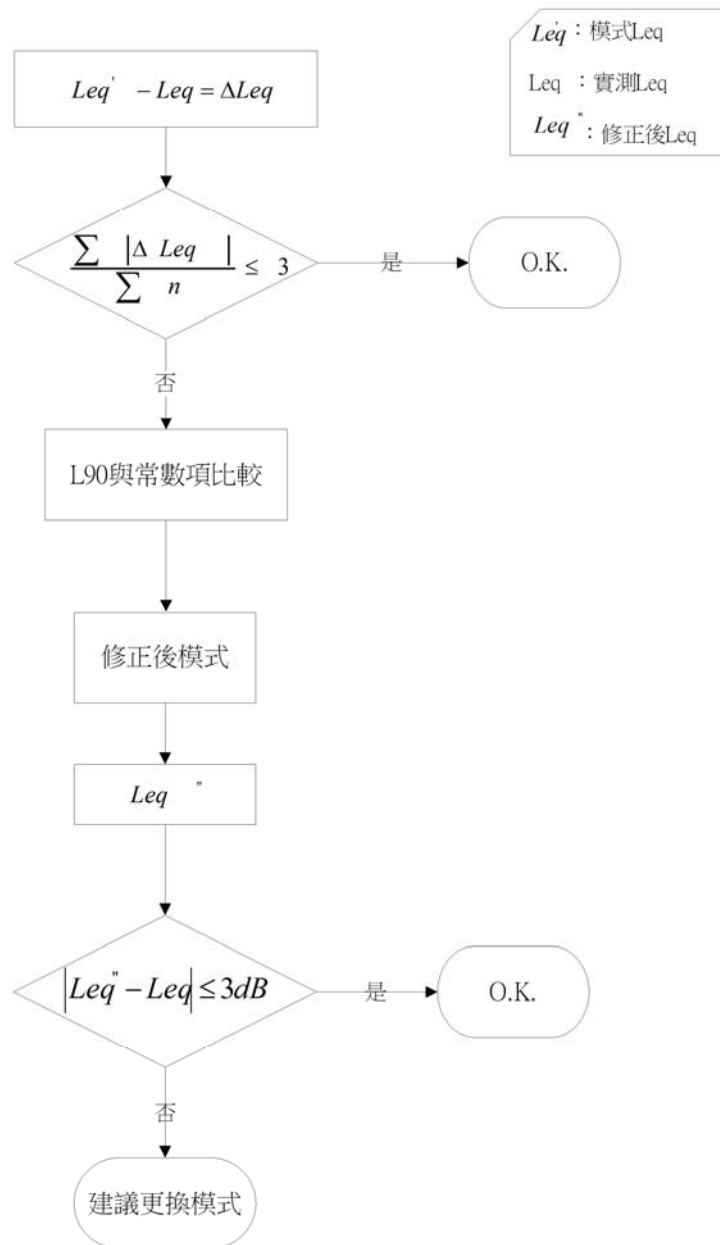 Leq' : 模式Leq
Leq : 實測Leq
Leq" : 修正後Leq
Leq' - Leq = ΔLeq
∑ |Δ Leq | / ∑ n ≤ 3
是
O.K.
否
L90與常數項比較
修正後模式
Leq "
|Leq" - Leq| ≤ 3dB
是
O.K.
否
建議更換模式